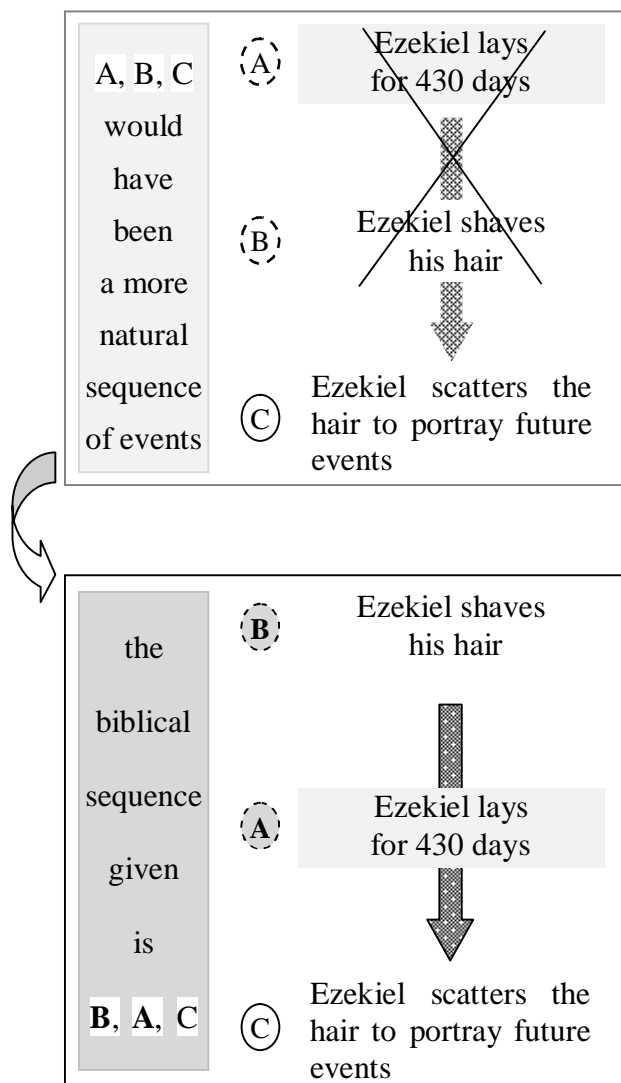 A, B, C
would
have
been
a more
natural
sequence
of events
A
Ezekiel lays
for 430 days
B
Ezekiel shaves
his hair
C
Ezekiel scatters the
hair to portray future
events
the
biblical
sequence
given
is
B, A, C
B
Ezekiel shaves
his hair
A
Ezekiel lays
for 430 days
C
Ezekiel scatters the
hair to portray future
events